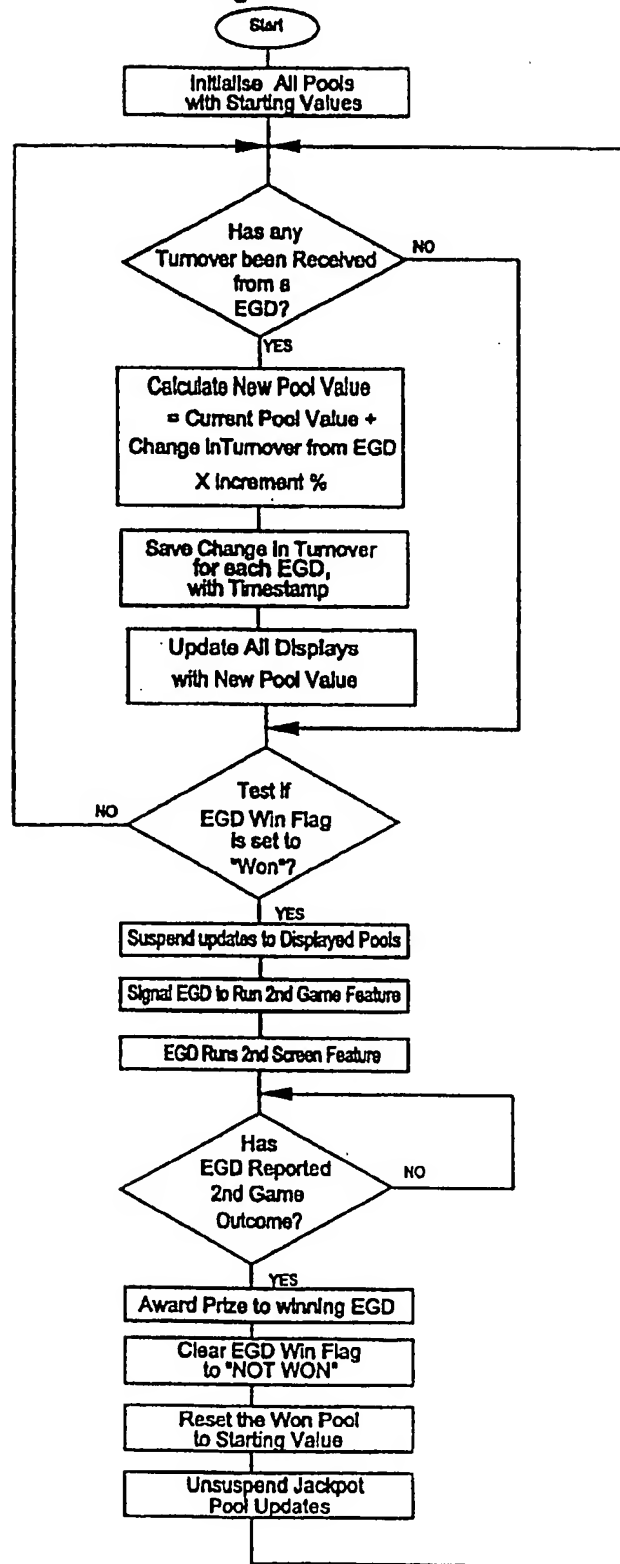 Start
Initialise All Pools
with Starting Values
Has any
Turnover been Received
from a
EGD?
NO
YES
Calculate New Pool Value
= Current Pool Value +
Change in Turnover from EGD
X Increment %
Save Change in Turnover
for each EGD,
with Timestamp
Update All Displays
with New Pool Value
Test if
EGD Win Flag
is set to
"Won"?
NO
YES
Suspend updates to Displayed Pools
Signal EGD to Run 2nd Game Feature
EGD Runs 2nd Screen Feature
Has
EGD Reported
2nd Game
Outcome?
NO
YES
Award Prize to winning EGD
Clear EGD Win Flag
to "NOT WON"
Reset the Won Pool
to Starting Value
Unsuspend Jackpot
Pool Updates